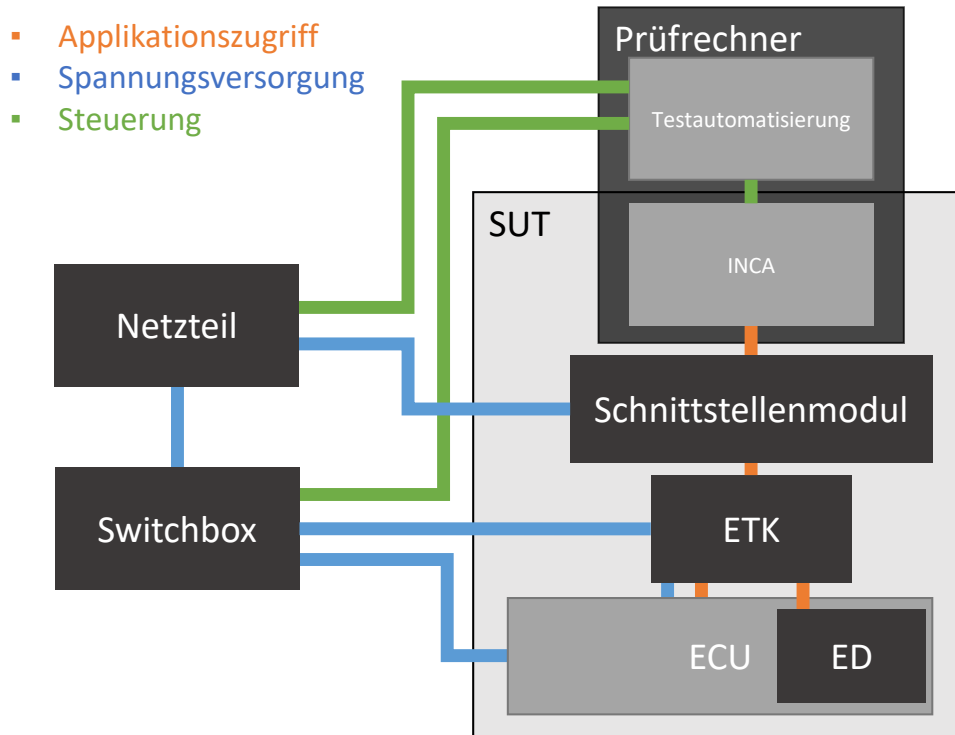 ▪ Applikationszugriff
▪ Spannungsversorgung
▪ Steuerung
Prüfrechner
Testautomatisierung
SUT
INCA
Netzteil
Schnittstellenmodul
Switchbox
ETK
ECU
ED